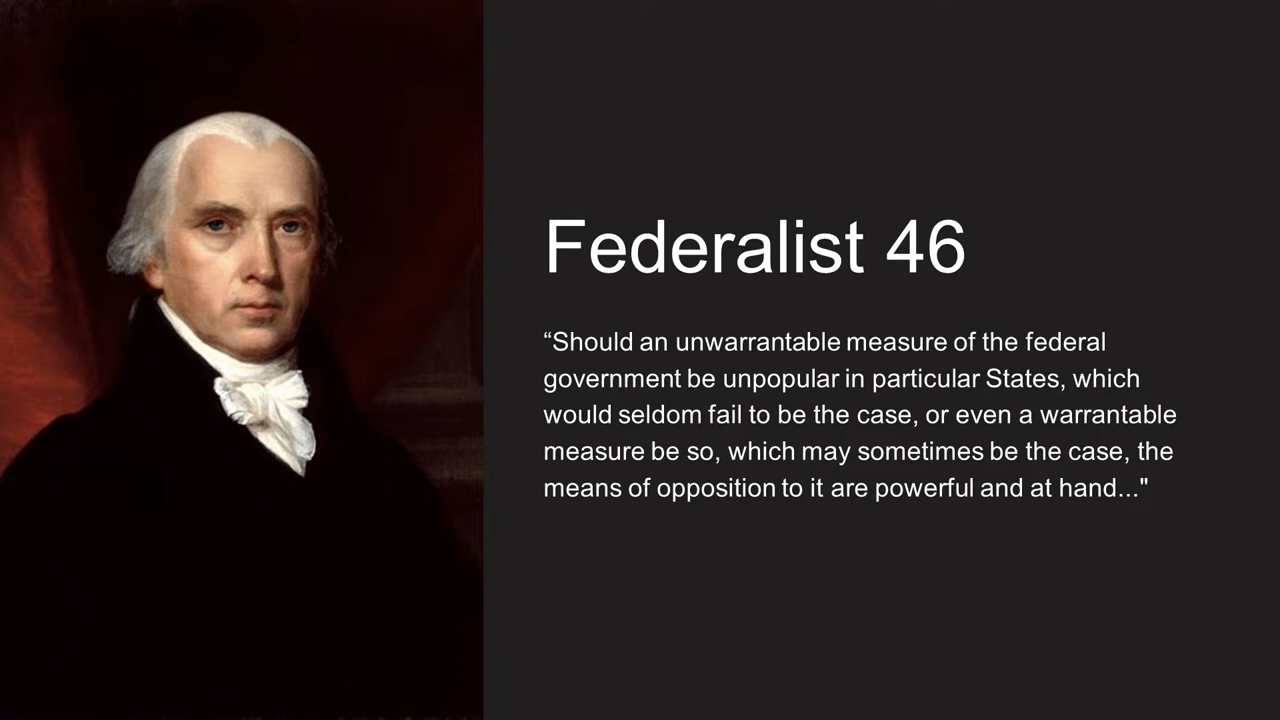 Federalist 46
“Should an unwarrantable measure of the federal
government be unpopular in particular States, which
would seldom fail to be the case, or even a warrantable
measure be so, which may sometimes be the case, the
means of opposition to it are powerful and at hand..."